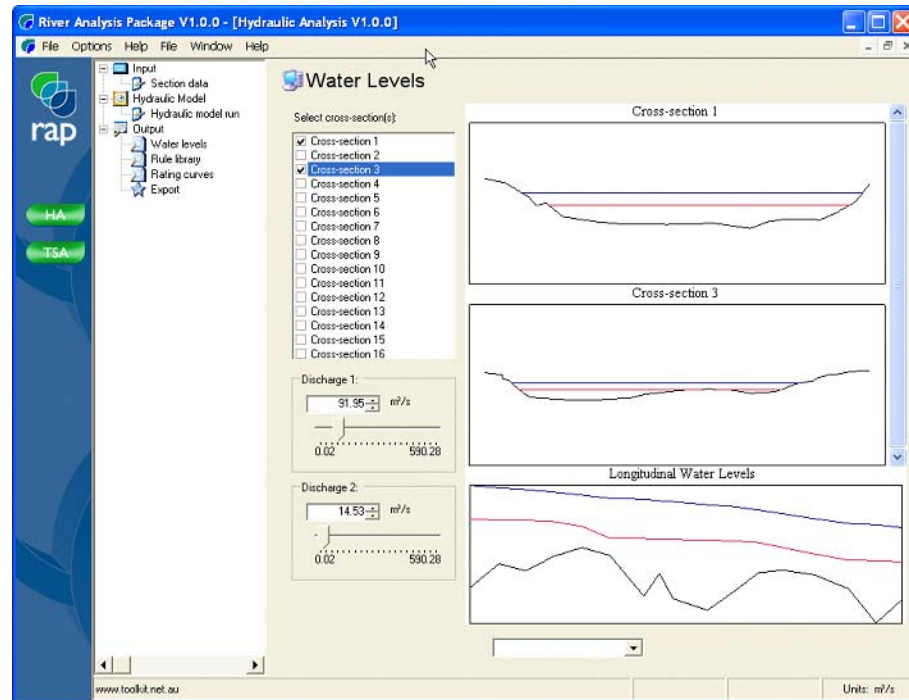 River Analysis Package V1.0.0 - [Hydraulic Analysis V1.0.0]
File Options Help File Window Help
rap
HA
TSA
Input
Section data
Hydraulic Model
Hydraulic model run
Output
Water levels
Rule library
Rating curves
Export
Water Levels
Select cross-section(s):
Cross-section 1
Cross-section 2
Cross-section 3
Cross-section 4
Cross-section 5
Cross-section 6
Cross-section 7
Cross-section 8
Cross-section 9
Cross-section 10
Cross-section 11
Cross-section 12
Cross-section 13
Cross-section 14
Cross-section 15
Cross-section 16
Discharge 1:
91.95 m³/s
0.02 590.28
Discharge 2:
14.53 m³/s
0.02 590.28
Cross-section 1
Cross-section 3
Longitudinal Water Levels
www.toolkit.net.au
Units: m³/s